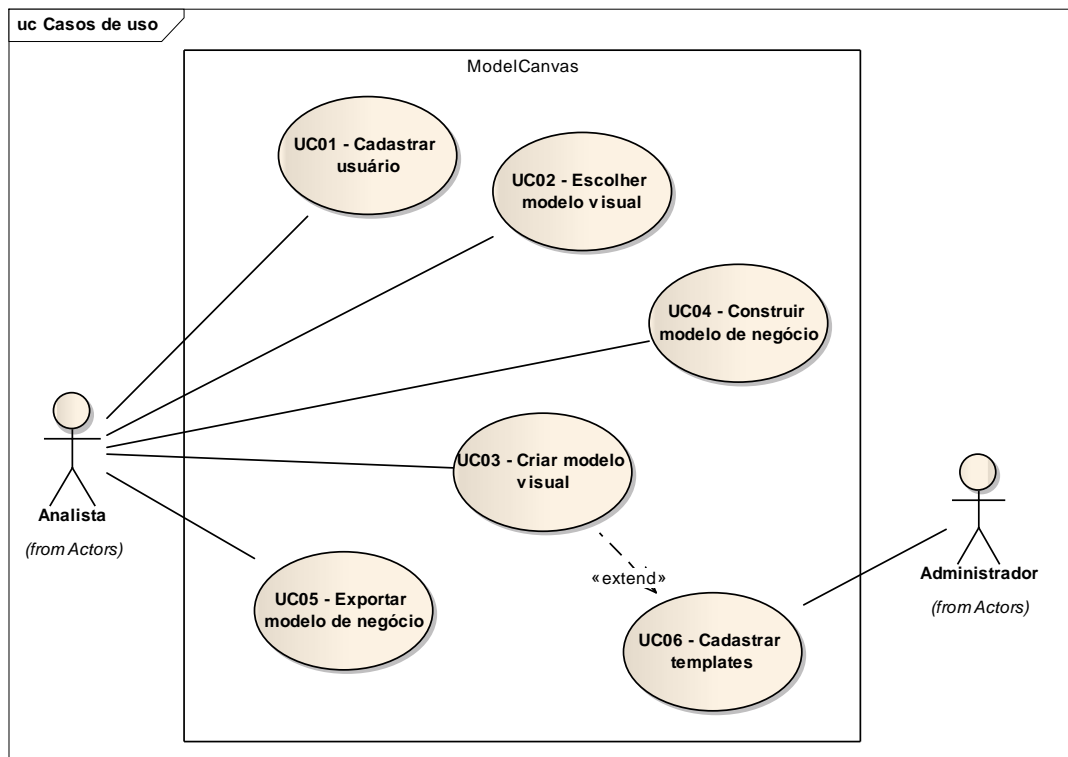 uc Casos de uso
ModelCanvas
UC01 - Cadastrar
usuário
UC02 - Escolher
modelo visual
UC04 - Construir
modelo de negócio
UC03 - Criar modelo
visual
Analista
(from Actors)
«extend»
UC05 - Exportar
modelo de negócio
UC06 - Cadastrar
templates
Administrador
(from Actors)